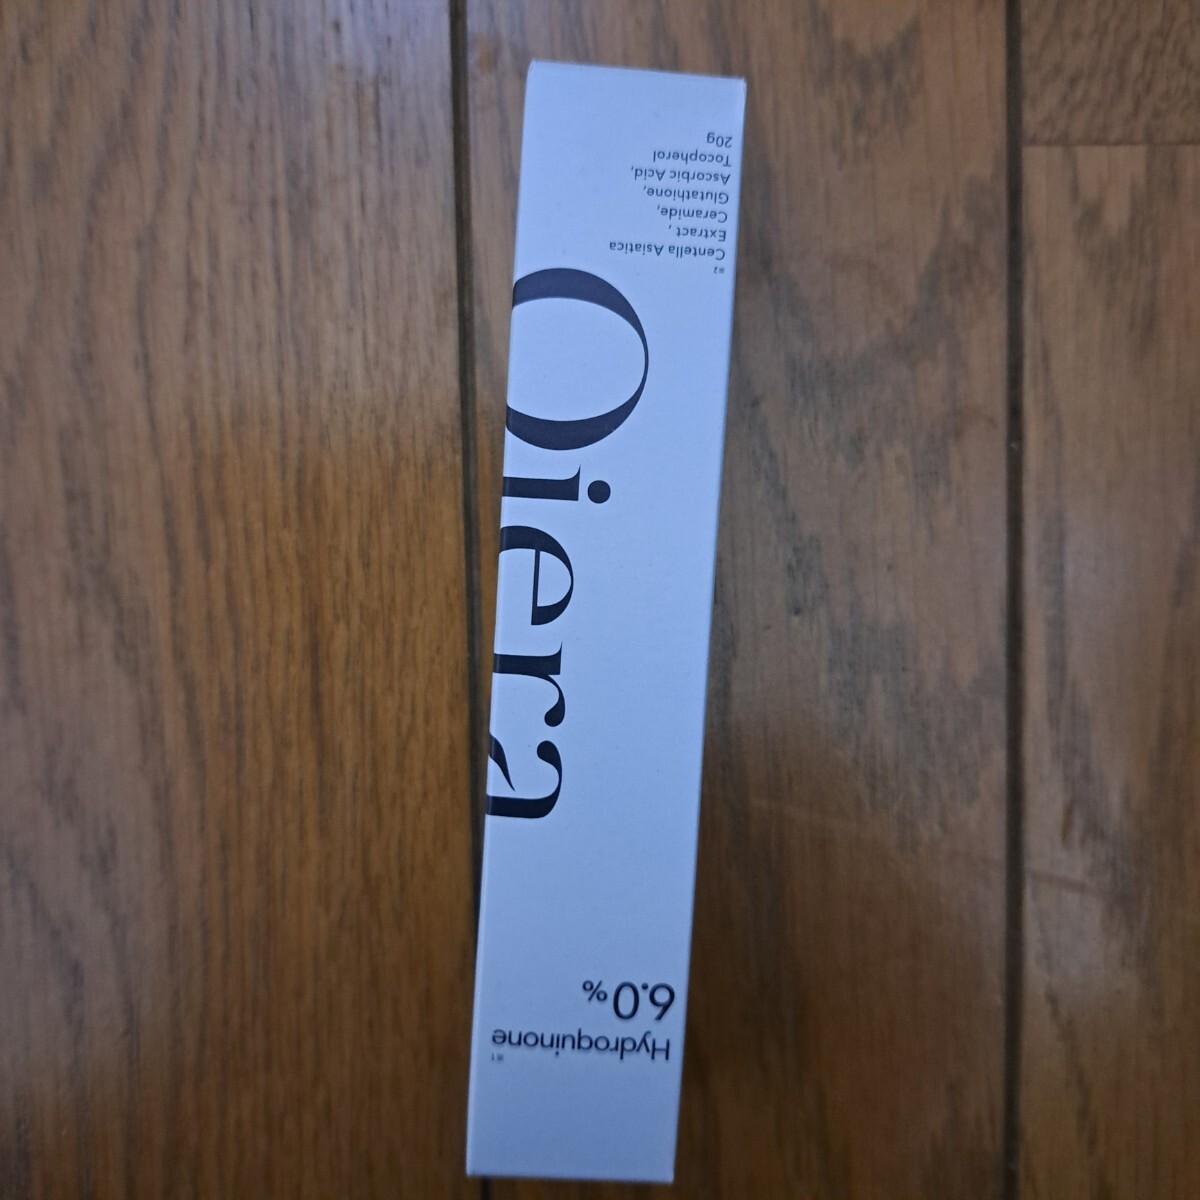 ※1
Hydroquinone
6.0%
Oiera
※2
Centella Asiatica
Extract ,
Ceramide,
Glutathione,
Ascorbic Acid,
Tocopherol
20g